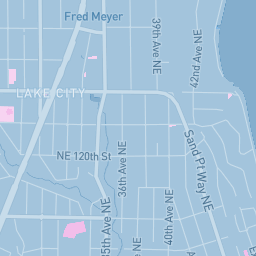 Fred Meyer
39th Ave NE
42nd Ave NE
LAKE CITY
Sand Pt Way NE
NE 120th St
36th Ave NE
35th Ave NE
40th Ave NE